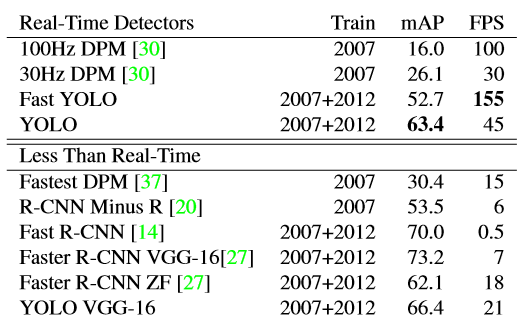 Real-Time Detectors Train mAP FPS
100Hz DPM [30] 2007 16.0 100
30Hz DPM [30] 2007 26.1 30
Fast YOLO 2007+2012 52.7 155
YOLO 2007+2012 63.4 45
Less Than Real-Time
Fastest DPM [37] 2007 30.4 15
R-CNN Minus R [20] 2007 53.5 6
Fast R-CNN [14] 2007+2012 70.0 0.5
Faster R-CNN VGG-16[27] 2007+2012 73.2 7
Faster R-CNN ZF [27] 2007+2012 62.1 18
YOLO VGG-16 2007+2012 66.4 21